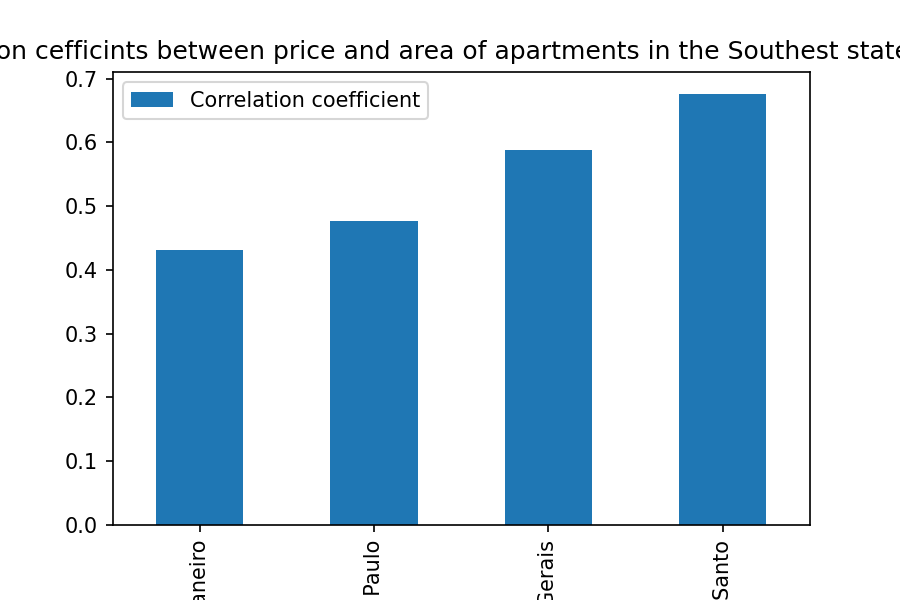 on cefficints between price and area of apartments in the Southest state
Correlation coefficient
0.7
0.6
0.5
0.4
0.3
0.2
0.1
0.0
aneiro
Paulo
Gerais
Santo